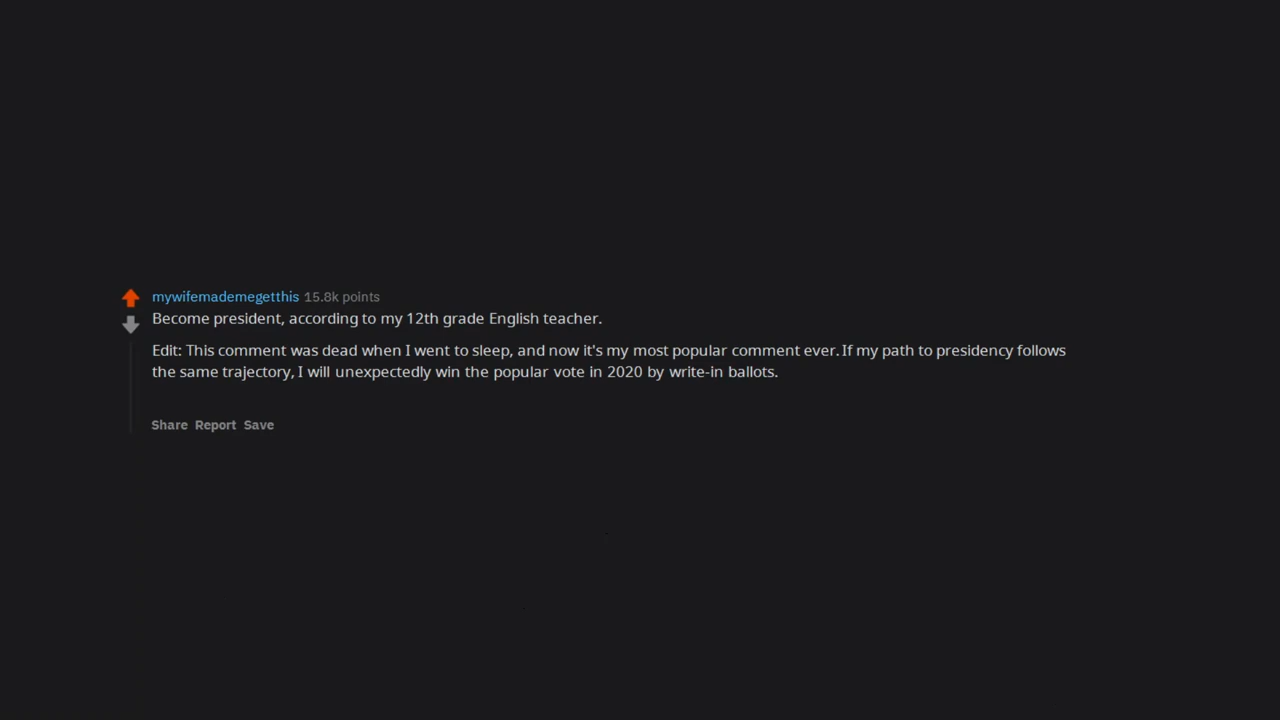 mywifemademegetthis 15.8k points
Become president, according to my 12th grade English teacher.
Edit: This comment was dead when I went to sleep, and now it's my most popular comment ever. If my path to presidency follows
the same trajectory, I will unexpectedly win the popular vote in 2020 by write-in ballots.
Share Report Save